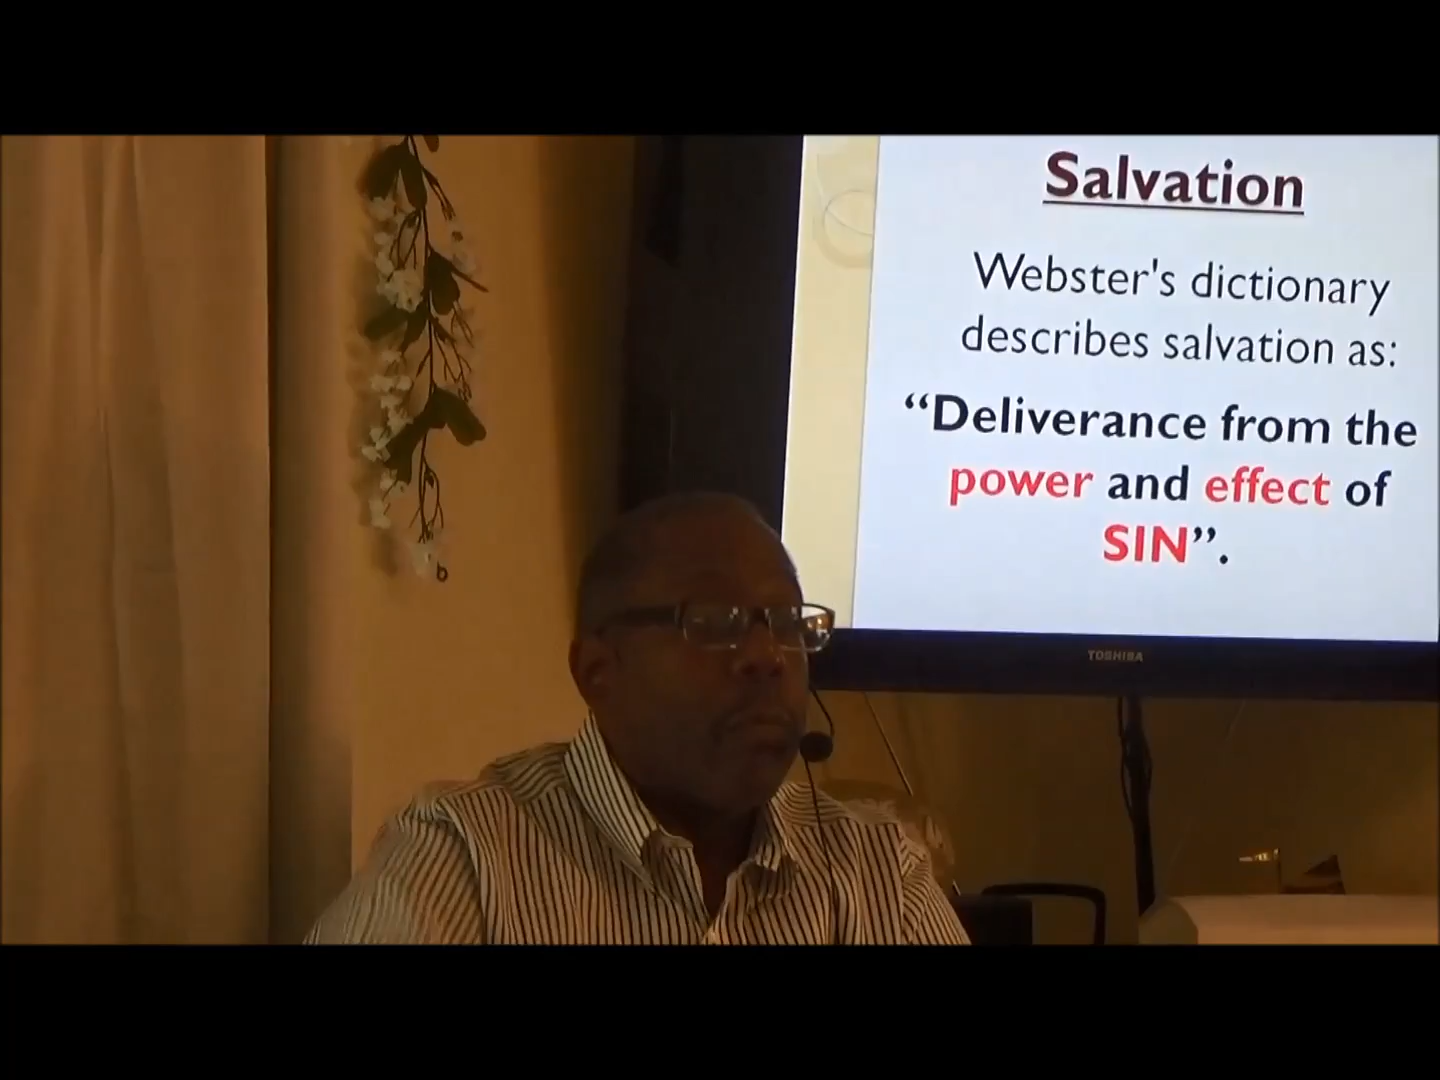 Salvation
Webster's dictionary
describes salvation as:
“Deliverance from the
power and effect of
SIN”.
TOSHIBA